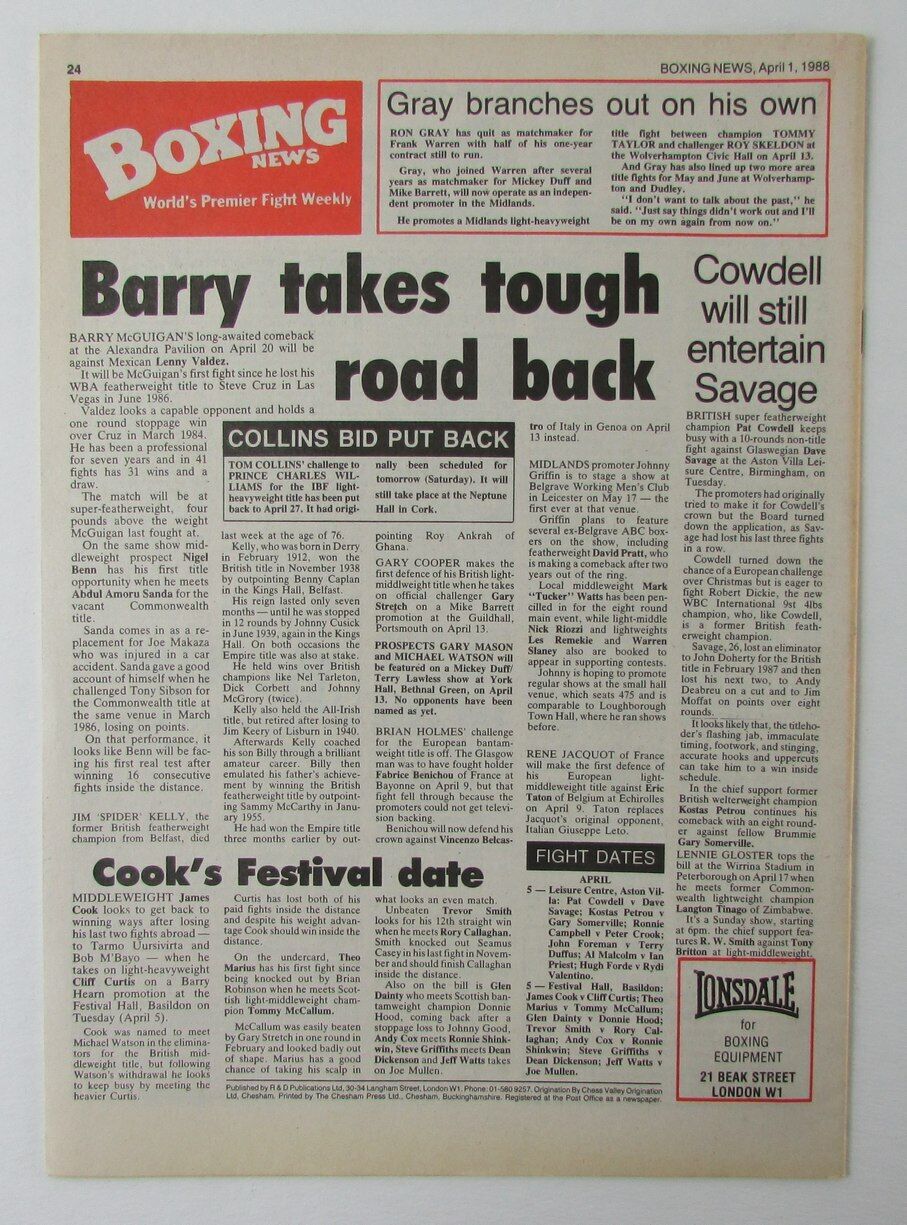 24
BOXING NEWS, April 1, 1988
BOXING
NEWS
World's Premier Fight Weekly
Gray branches out on his own
RON GRAY has quit as matchmaker for
Frank Warren with half of his one-year
contract still to run.
Gray, who joined Warren after several
years as matchmaker for Mickey Duff and
Mike Barrett, will now operate as an indepen-
dent promoter in the Midlands.
He promotes a Midlands light-heavyweight
title fight between champion TOMMY
TAYLOR and challenger ROY SKELDON at
the Wolverhampton Civic Hall on April 13.
And Gray has also lined up two more area
title fights for May and June at Wolverhamp-
ton and Dudley.
"I don't want to talk about the past," he
said. "Just say things didn't work out and I'll
be on my own again from now on."
Barry takes tough
road back
BARRY McGUIGAN'S long-awaited comeback
at the Alexandra Pavilion on April 20 will be
against Mexican Lenny Valdez.
It will be McGuigan's first fight since he lost his
WBA featherweight title to Steve Cruz in Las
Vegas in June 1986.
Valdez looks a capable opponent and holds a
one round stoppage win
over Cruz in March 1984.
He has been a professional
for seven years and in 41
fights has 31 wins and a
draw.
The match will be at
super-featherweight, four
pounds above the weight
McGuigan last fought at.
On the same show mid-
dleweight prospect Nigel
Benn has his first title
opportunity when he meets
Abdul Amoru Sanda for the
vacant Commonwealth
title.
Sanda comes in as a re-
placement for Joe Makaza
who was injured in a car
accident. Sanda gave a good
account of himself when he
challenged Tony Sibson for
the Commonwealth title at
the same venue in March
1986, losing on points.
On that performance, it
looks like Benn will be fac-
ing his first real test after
winning 16 consecutive
fights inside the distance.
JIM 'SPIDER' KELLY, the
former British featherweight
champion from Belfast, died
COLLINS BID PUT BACK
TOM COLLINS' challenge to
PRINCE CHARLES WIL-
LIAMS for the IBF light-
heavyweight title has been put
back to April 27. It had origi-
nally been scheduled for
tomorrow (Saturday). It will
still take place at the Neptune
Hall in Cork.
last week at the age of 76.
Kelly, who was born in Derry
in February 1912, won the
British title in November 1938
by outpointing Benny Caplan
in the Kings Hall, Belfast.
His reign lasted only seven
months — until he was stopped
in 12 rounds by Johnny Cusick
in June 1939, again in the Kings
Hall. On both occasions the
Empire title was also at stake.
He held wins over British
champions like Nel Tarleton,
Dick Corbett and Johnny
McGrory (twice).
Kelly also held the All-Irish
title, but retired after losing to
Jim Keery of Lisburn in 1940.
Afterwards Kelly coached
his son Billy through a brilliant
amateur career. Billy then
emulated his father's achieve-
ment by winning the British
featherweight title by outpoint-
ing Sammy McCarthy in Janu-
ary 1955.
He had won the Empire title
three months earlier by out-
pointing Roy Ankrah of
Ghana.
GARY COOPER makes the
first defence of his British light-
middleweight title when he takes
on official challenger Gary
Stretch on a Mike Barrett
promotion at the Guildhall,
Portsmouth on April 13.
PROSPECTS GARY MASON
and MICHAEL WATSON will
be featured on a Mickey Duff/
Terry Lawless show at York
Hall, Bethnal Green, on April
13. No opponents have been
named as yet.
BRIAN HOLMES' challenge
for the European bantam-
weight title is off. The Glasgow
man was to have fought holder
Fabrice Benichou of France at
Bayonne on April 9, but that
fight fell through because the
promoters could not get televi-
sion backing.
Benichou will now defend his
crown against Vincenzo Belcas-
tro of Italy in Genoa on April
13 instead.
MIDLANDS promoter Johnny
Griffin is to stage a show at
Belgrave Working Men's Club
in Leicester on May 17 — the
first ever at that venue.
Griffin plans to feature
several ex-Belgrave ABC box-
ers on the show, including
featherweight David Pratt, who
is making a comeback after two
years out of the ring.
Local middleweight Mark
"Tucker" Watts has been pen-
cilled in for the eight round
main event, while light-middle
Nick Riozzi and lightweights
Les Remekie and Warren
Slaney also are booked to
appear in supporting contests.
Johnny is hoping to promote
regular shows at the small hall
venue, which seats 475 and is
comparable to Loughborough
Town Hall, where he ran shows
before.
RENE JACQUOT of France
will make the first defence of
his European light-
middleweight title against Eric
Taton of Belgium at Echirolles
on April 9. Taton replaces
Jacquot's original opponent,
Italian Giuseppe Leto.
Cowdell
will still
entertain
Savage
BRITISH super featherweight
champion Pat Cowdell keeps
busy with a 10-rounds non-title
fight against Glaswegian Dave
Savage at the Aston Villa Lei-
sure Centre, Birmingham, on
Tuesday.
The promoters had originally
tried to make it for Cowdell's
crown but the Board turned
down the application, as Sav-
age had lost his last three fights
in a row.
Cowdell turned down the
chance of a European challenge
over Christmas but is eager to
fight Robert Dickie, the new
WBC International 9st 4lbs
champion, who, like Cowdell,
is a former British feath-
erweight champion.
Savage, 26, lost an eliminator
to John Doherty for the British
title in February 1987 and then
lost his next two, to Andy
Deabreu on a cut and to Jim
Moffat on points over eight
rounds.
It looks likely that, the titleho-
der's flashing jab, immaculate
timing, footwork, and stinging,
accurate hooks and uppercuts
can take him to a win inside
schedule.
In the chief support former
British welterweight champion
Kostas Petrou continues his
comeback with an eight round-
er against fellow Brummie
Gary Somerville.
LENNIE GLOSTER tops the
bill at the Wirrina Stadium in
Peterborough on April 17 when
he meets former Common-
wealth lightweight champion
Langton Tinago of Zimbabwe.
It's a Sunday show, starting
at 6pm. the chief support fea-
tures R. W. Smith against Tony
Britton at light-middleweight.
Cook's Festival date
MIDDLEWEIGHT James
Cook looks to get back to
winning ways after losing
his last two fights abroad —
to Tarmo Uursivirta and
Bob M'Bayo — when he
takes on light-heavyweight
Cliff Curtis on a Barry
Hearn promotion at the
Festival Hall, Basildon on
Tuesday (April 5).
Cook was named to meet
Michael Watson in the elimina-
tors for the British mid-
dleweight title, but following
Watson's withdrawal he looks
to keep busy by meeting the
heavier Curtis.
Curtis has lost both of his
paid fights inside the distance
and despite his weight advan-
tage Cook should win inside the
distance.
On the undercard, Theo
Marius has his first fight since
being knocked out by Brian
Robinson when he meets Scot-
tish light-middleweight cham-
pion Tommy McCallum.
McCallum was easily beaten
by Gary Stretch in one round in
February and looked badly out
of shape. Marius has a good
chance of taking his scalp in
what looks an even match.
Unbeaten Trevor Smith
looks for his 12th straight win
when he meets Rory Callaghan.
Smith knocked out Seamus
Casey in his last fight in Novem-
ber and should finish Callaghan
inside the distance.
Also on the bill is Glen
Dainty who meets Scottish ban-
tamweight champion Donnie
Hood, coming back after a
stoppage loss to Johnny Good,
Andy Cox meets Ronnie Shink-
win, Steve Griffiths meets Dean
Dickenson and Jeff Watts takes
on Joe Mullen.
FIGHT DATES
APRIL
5 — Leisure Centre, Aston Vil-
la: Pat Cowdell v Dave
Savage; Kostas Petrou v
Gary Somerville; Ronnie
Campbell v Peter Crook;
John Foreman v Terry
Duffus; Al Malcolm v Ian
Priest; Hugh Forde v Rydi
Valentino.
5 — Festival Hall, Basildon:
James Cook v Cliff Curtis; Theo
Marius v Tommy McCallum;
Glen Dainty v Donnie Hood;
Trevor Smith v Rory Cal-
laghan; Andy Cox v Ronnie
Shinkwin; Steve Griffiths v
Dean Dickenson; Jeff Watts v
Joe Mullen.
Published by R & D Publications Ltd, 30-34 Langham Street, London W1. Phone: 01-580 9257. Origination By Chess Valley Origination
Ltd, Chesham. Printed by The Chesham Press Ltd., Chesham, Buckinghamshire. Registered at the Post Office as a newspaper.
LONSDALE
for
BOXING
EQUIPMENT
21 BEAK STREET
LONDON W1